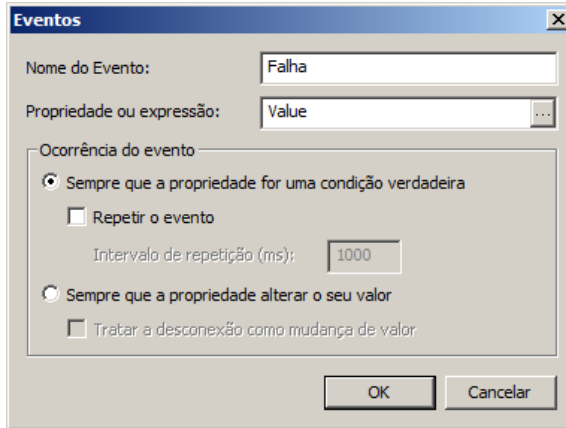 Eventos
Nome do Evento: Falha
Propriedade ou expressão: Value ...
Ocorrência do evento
Sempre que a propriedade for uma condição verdadeira
Repetir o evento
Intervalo de repetição (ms): 1000
Sempre que a propriedade alterar o seu valor
Tratar a desconexão como mudança de valor
OK Cancelar